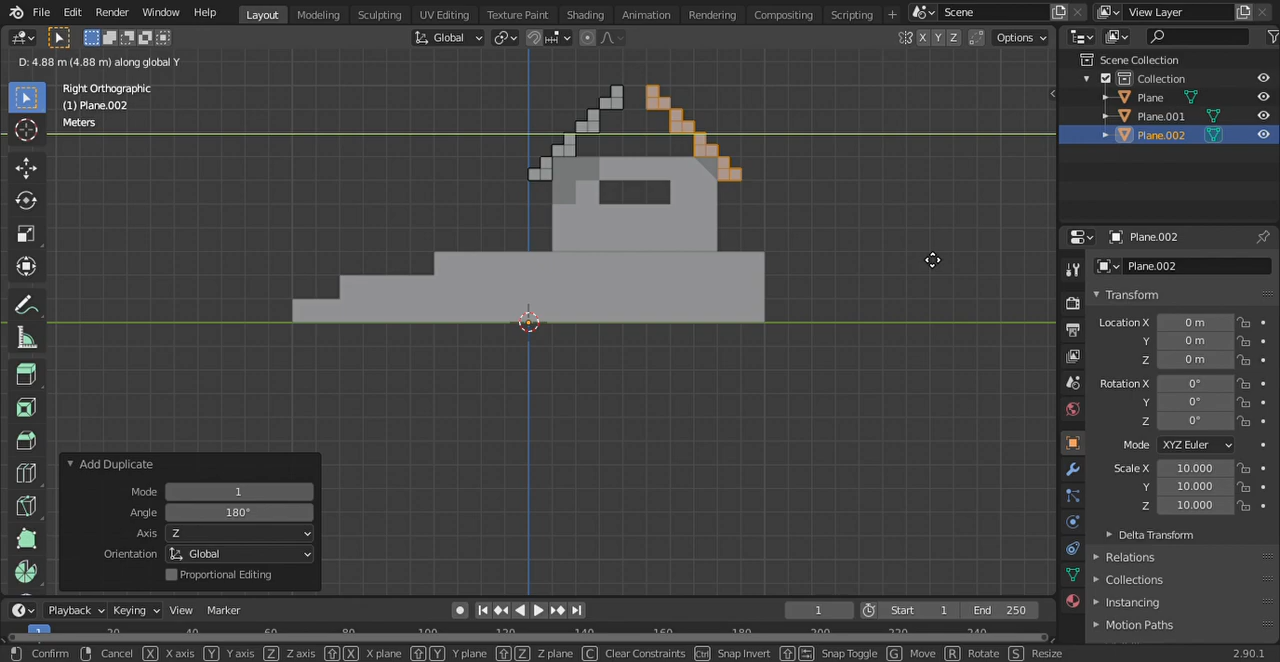 File Edit Render Window Help Layout Modeling Sculpting UV Editing Texture Paint Shading Animation Rendering Compositing Scripting + Scene View Layer
Global X Y Z Options
D: 4.88 m (4.88 m) along global Y
Right Orthographic
(1) Plane.002
Meters
Scene Collection
Collection
Plane
Plane.001
Plane.002
Plane.002
Plane.002
Transform
Location X 0 m
Y 0 m
Z 0 m
Rotation X 0°
Y 0°
Z 0°
Mode XYZ Euler
Scale X 10.000
Y 10.000
Z 10.000
Delta Transform
Relations
Collections
Instancing
Motion Paths
Add Duplicate
Mode 1
Angle 180°
Axis Z
Orientation Global
Proportional Editing
Playback Keying View Marker 1 Start 1 End 250
1 20 40 60 80 100 120 140 160 180 200 220 240
Confirm Cancel X X axis Y Y axis Z Z axis X X plane Y Y plane Z Z plane C Clear Constraints Ctrl Snap Invert Snap Toggle G Move R Rotate S Resize 2.90.1